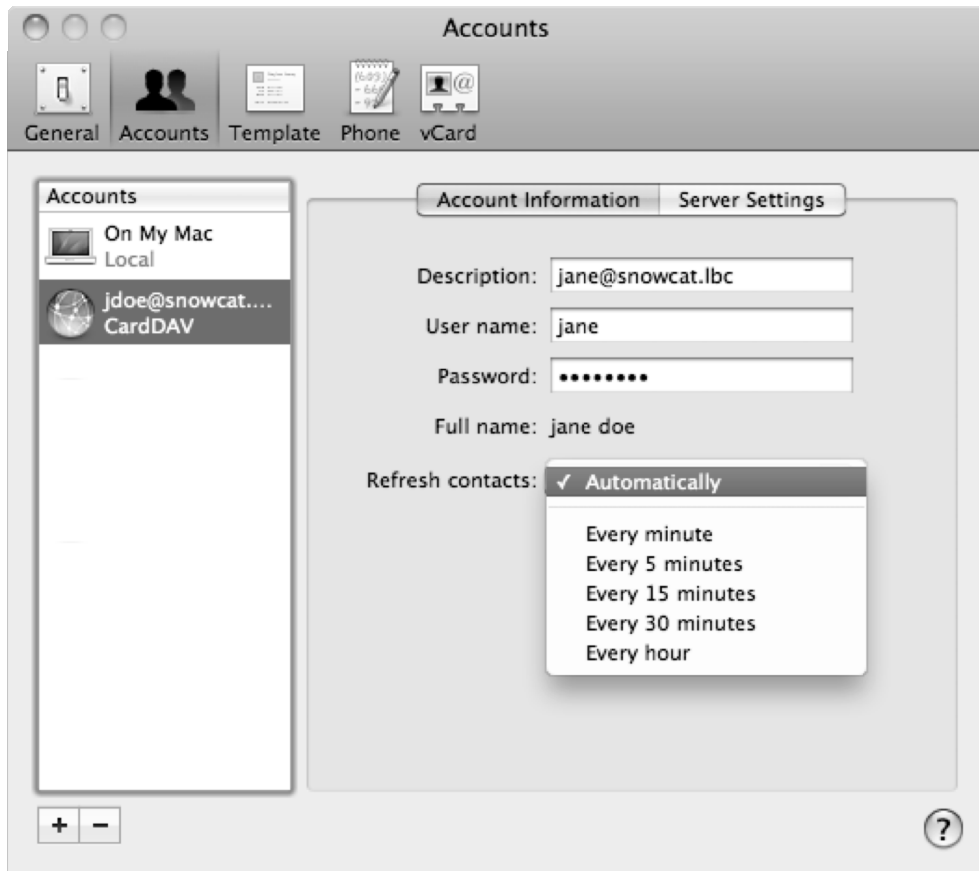 Accounts
General Accounts Template Phone vCard
Accounts
On My Mac
Local
jdoe@snowcat....
CardDAV
Account Information Server Settings
Description: jane@snowcat.lbc
User name: jane
Password: ••••••••
Full name: jane doe
Refresh contacts: ✓ Automatically
Every minute
Every 5 minutes
Every 15 minutes
Every 30 minutes
Every hour
+ −
?